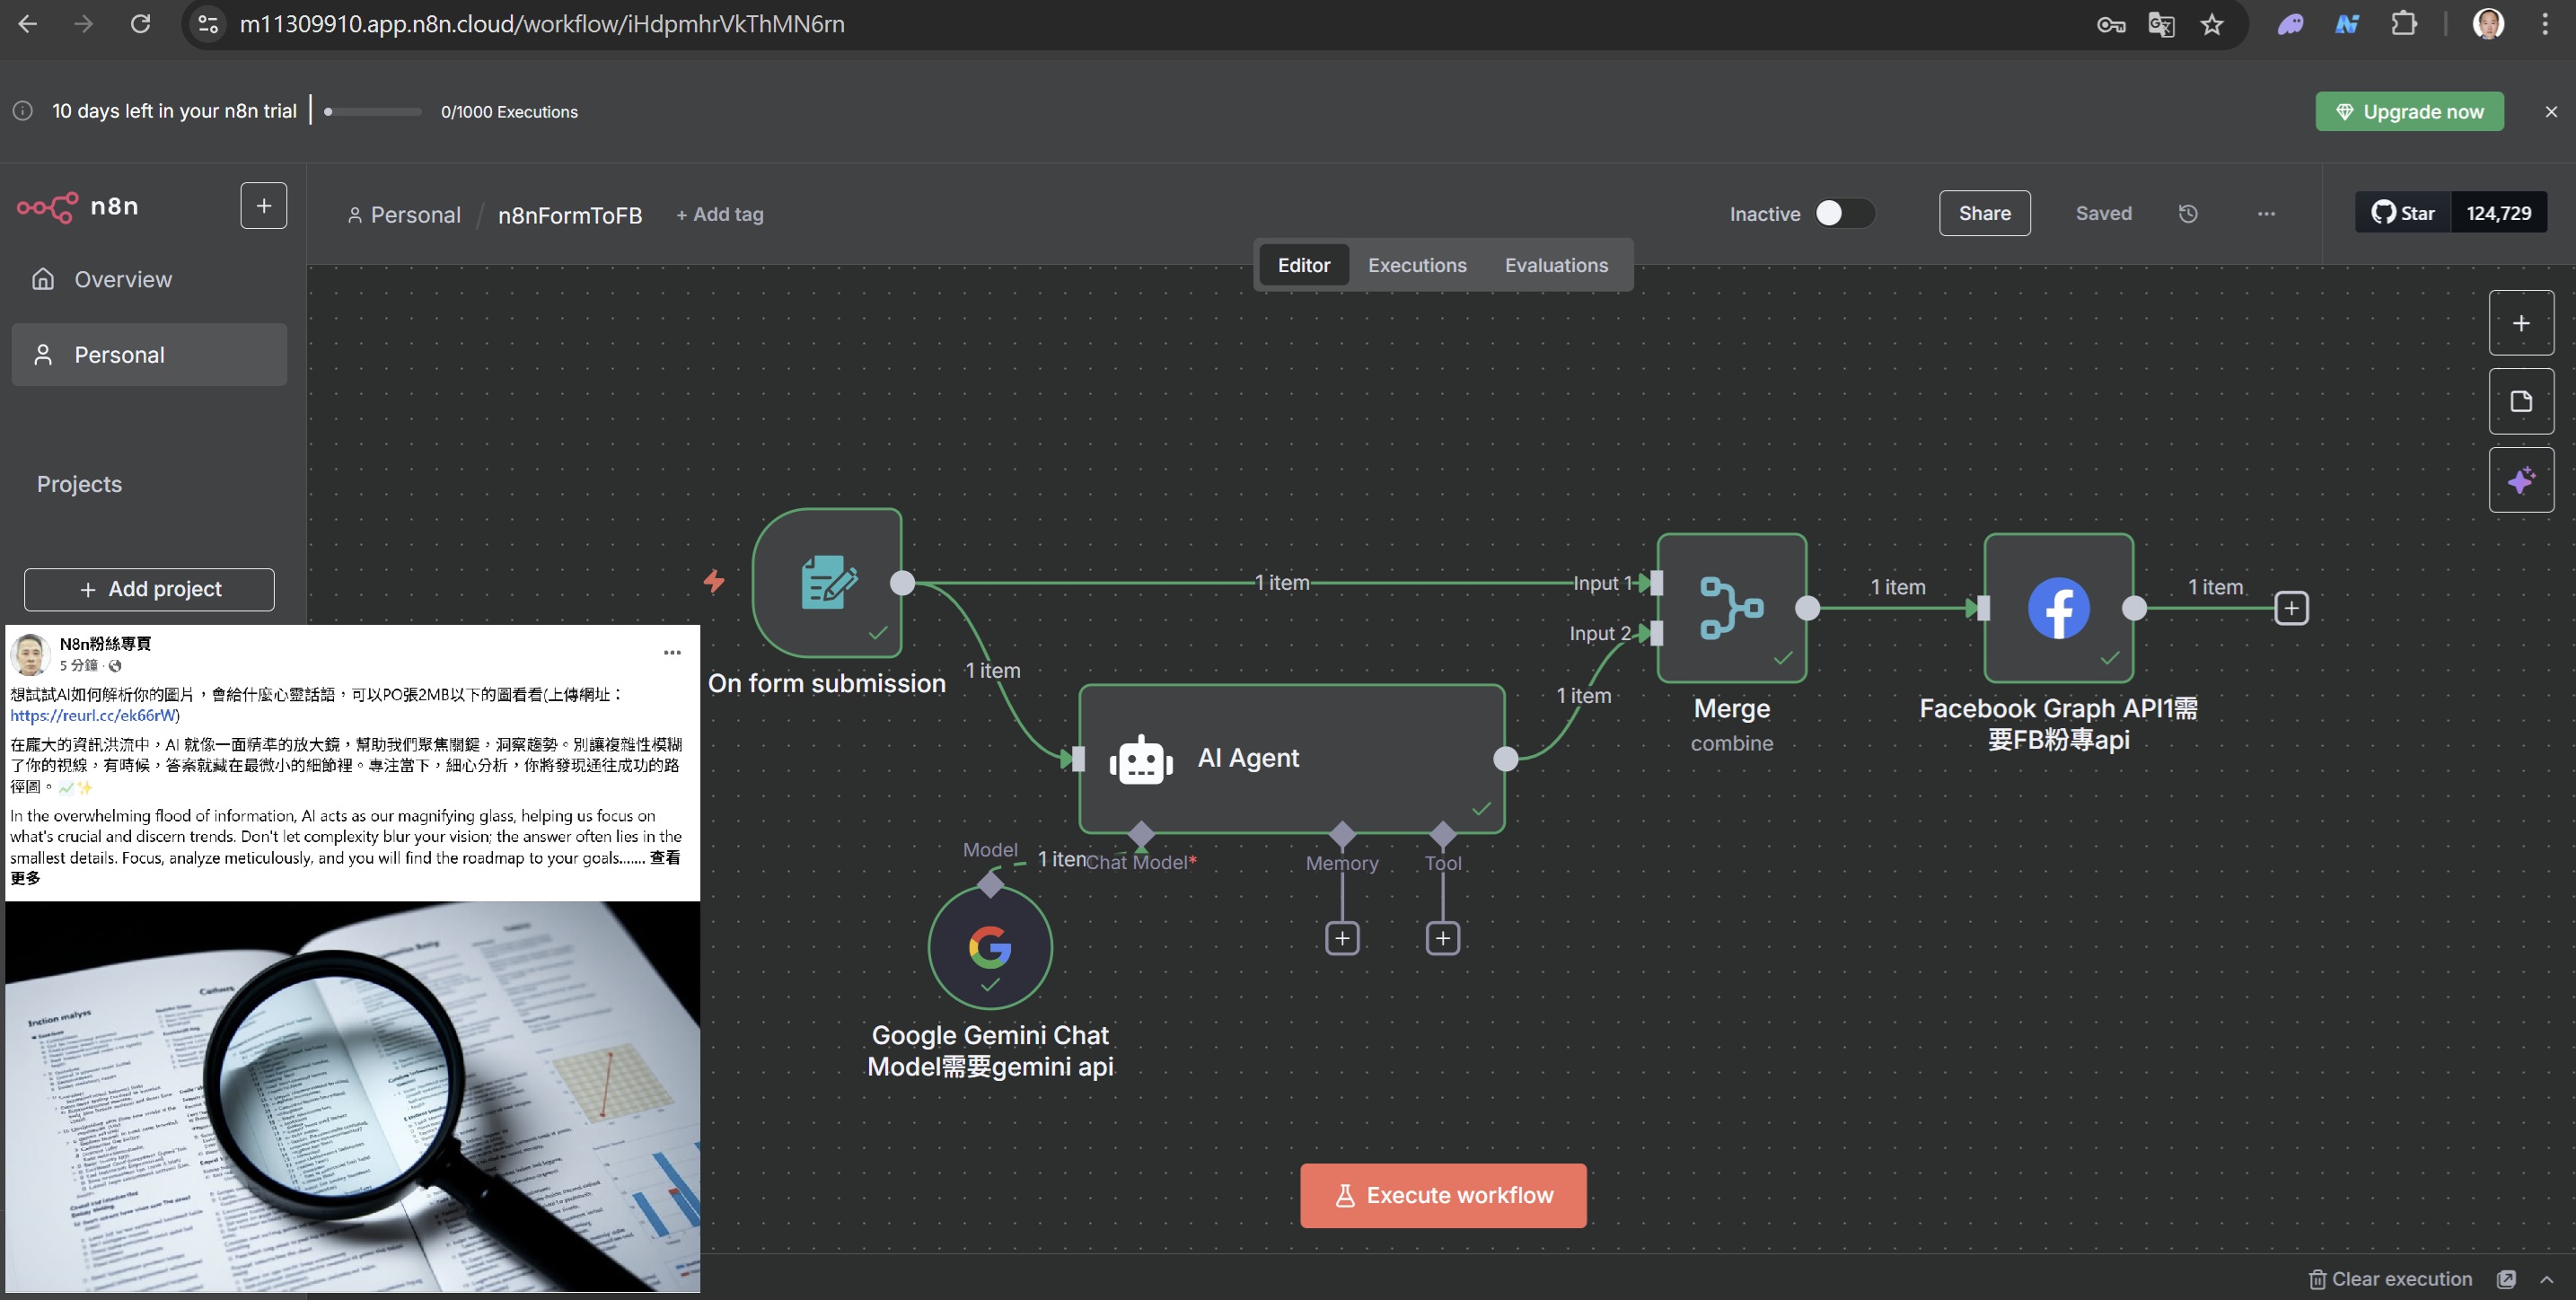 m11309910.app.n8n.cloud/workflow/iHdpmhrVkThMN6rn
10 days left in your n8n trial
0/1000 Executions
Upgrade now
n8n
Personal / n8nFormToFB + Add tag
Inactive
Share
Saved
Star 124,729
Editor Executions Evaluations
Overview
Personal
Projects
+ Add project
On form submission
1 item
1 item
Input 1
Input 2
1 item
AI Agent
Model
1 item
Chat Model*
Memory
Tool
Google Gemini Chat
Model需要gemini api
Merge
combine
1 item
Facebook Graph API1需
要FB粉專api
1 item
Execute workflow
Clear execution
N8n粉絲專頁
5 分鐘 ·
想試試AI如何解析你的圖片，會給什麼心靈話語，可以PO張2MB以下的圖看看(上傳網址：
https://reurl.cc/ek66rW)
在龐大的資訊洪流中，AI 就像一面精準的放大鏡，幫助我們聚焦關鍵，洞察趨勢。別讓複雜性模糊
了你的視線，有時候，答案就藏在最微小的細節裡。專注當下，細心分析，你將發現通往成功的路
徑圖。📈✨
In the overwhelming flood of information, AI acts as our magnifying glass, helping us focus on
what's crucial and discern trends. Don't let complexity blur your vision; the answer often lies in the
smallest details. Focus, analyze meticulously, and you will find the roadmap to your goals...... 查看
更多
Inction malyss